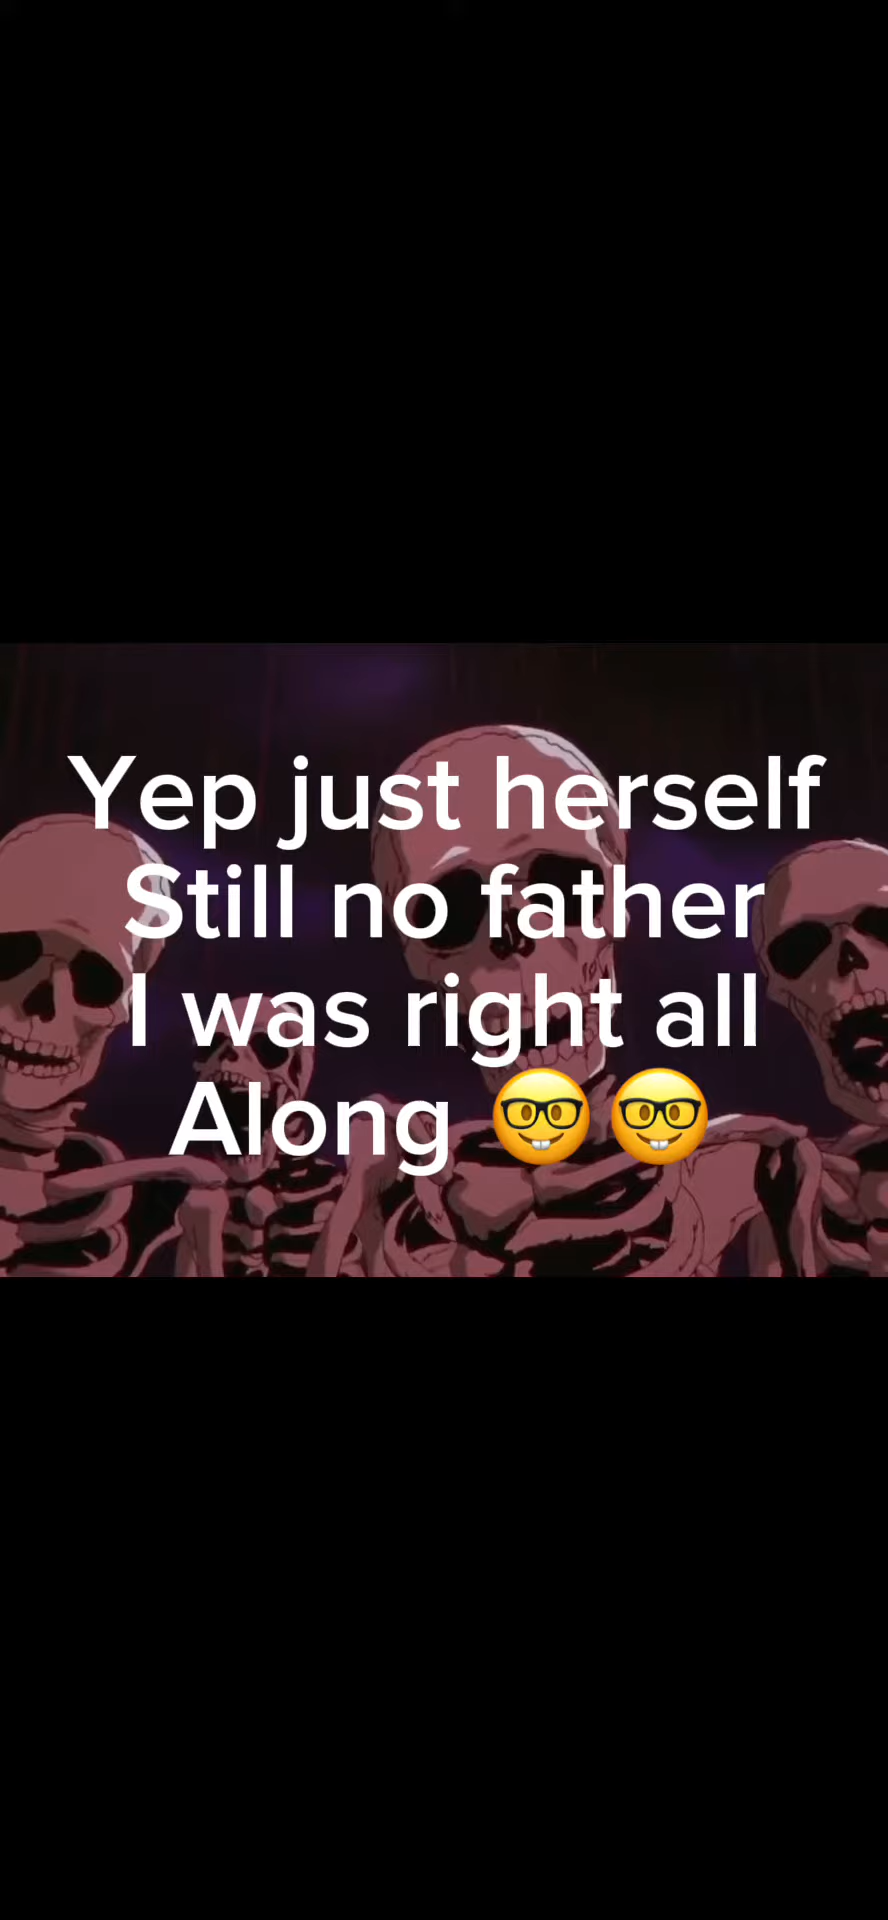 Yep just herself
Still no father
I was right all
Along 🤓🤓